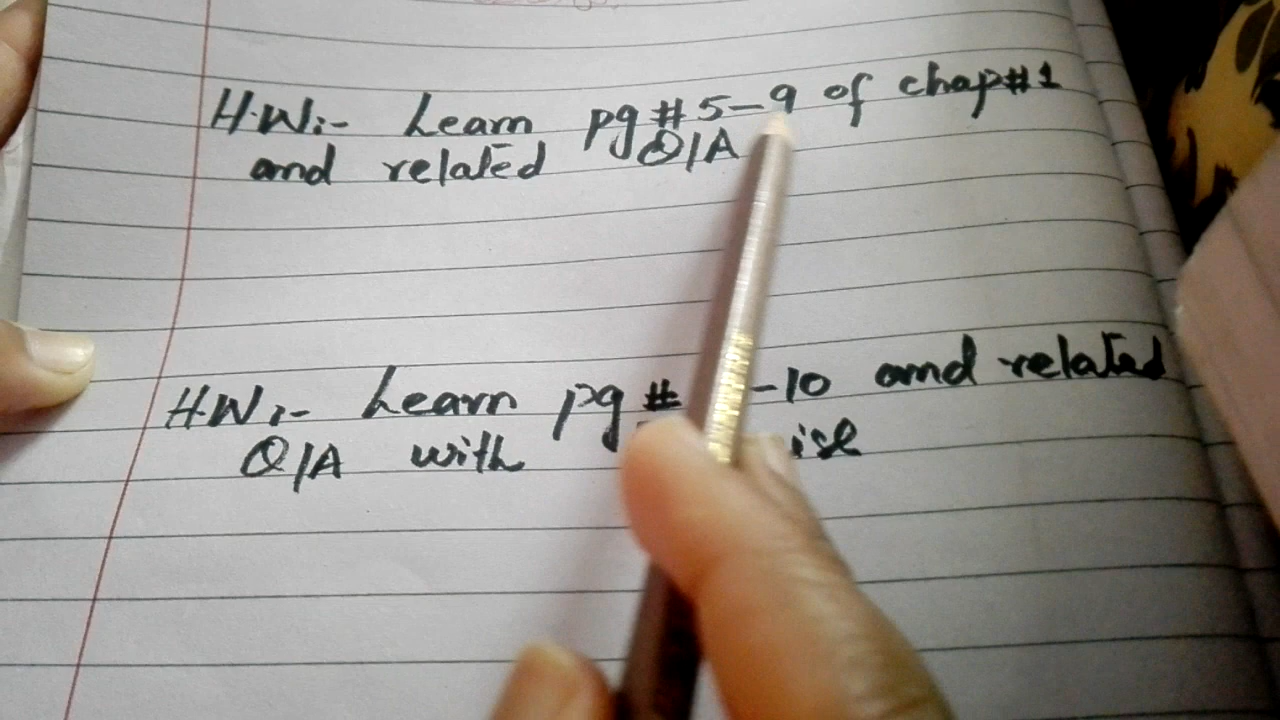 H.W:- Learn pg # 5-9 of chap#1
and related Q/A
H.W:- Learn pg # -10 and related
Q/A with